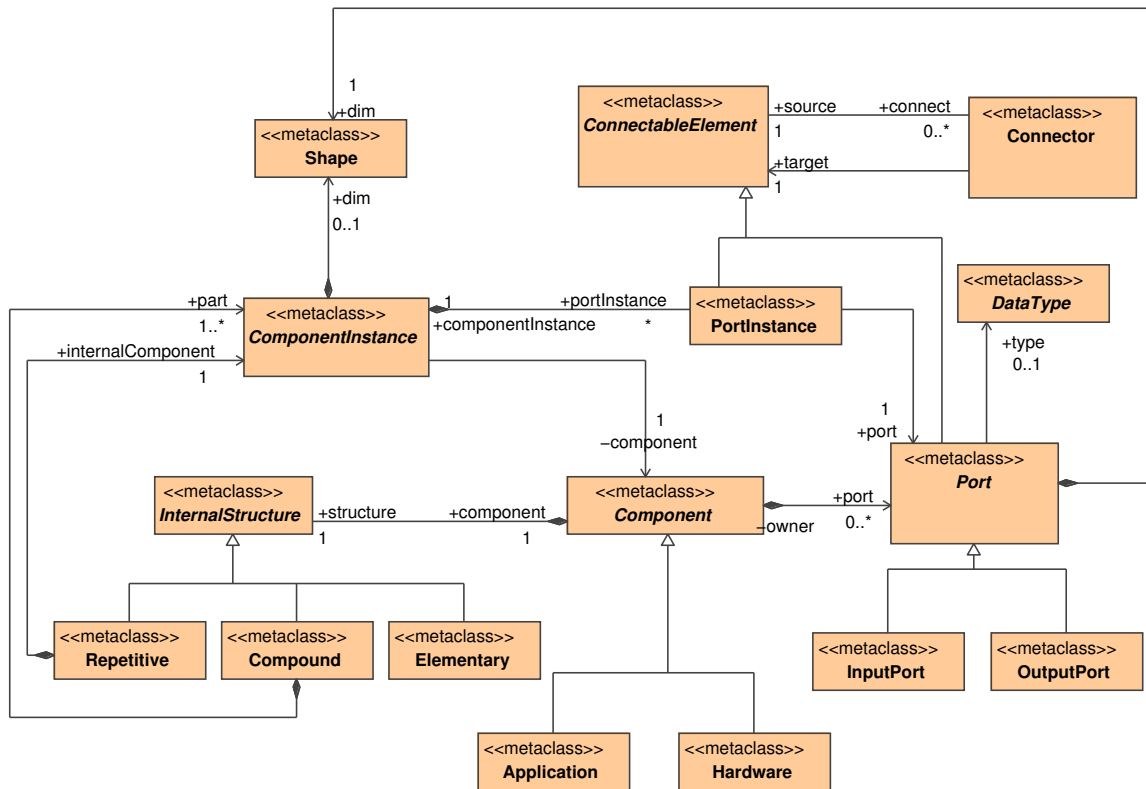 1
+dim
<<metaclass>>
Shape
+dim
0..1
<<metaclass>>
ConnectableElement
+source
+connect
1
0..*
+target
1
<<metaclass>>
Connector
+part
1..*
+internalComponent
1
<<metaclass>>
ComponentInstance
1
+portInstance
+componentInstance
*
<<metaclass>>
PortInstance
<<metaclass>>
DataType
+type
0..1
1
+port
1
−component
<<metaclass>>
InternalStructure
+structure
+component
1
1
<<metaclass>>
Component
+port
−owner
0..*
<<metaclass>>
Port
<<metaclass>>
Repetitive
<<metaclass>>
Compound
<<metaclass>>
Elementary
<<metaclass>>
InputPort
<<metaclass>>
OutputPort
<<metaclass>>
Application
<<metaclass>>
Hardware